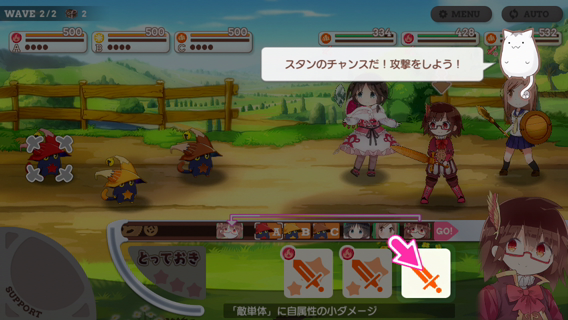 WAVE 2/2 2
MENU
AUTO
500
500
500
334
428
532
A
B
C
スタンのチャンスだ！攻撃をしよう！
A
B
C
GO!
とっておき
SUPPORT
「敵単体」に自属性の小ダメージ